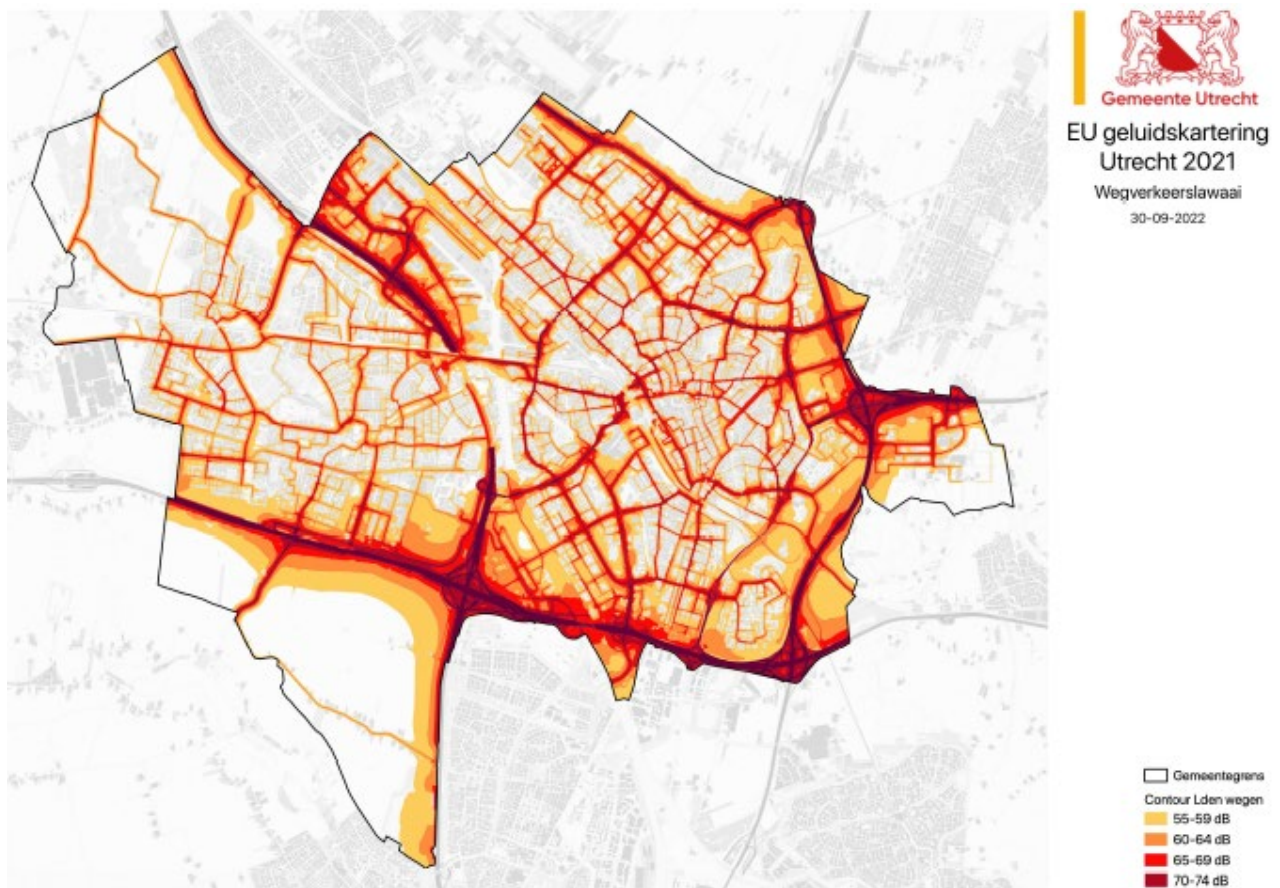 Gemeente Utrecht
EU geluidskartering
Utrecht 2021
Wegverkeerslawaai
30-09-2022
Gemeentegrens
Contour Lden wegen
55-59 dB
60-64 dB
65-69 dB
70-74 dB